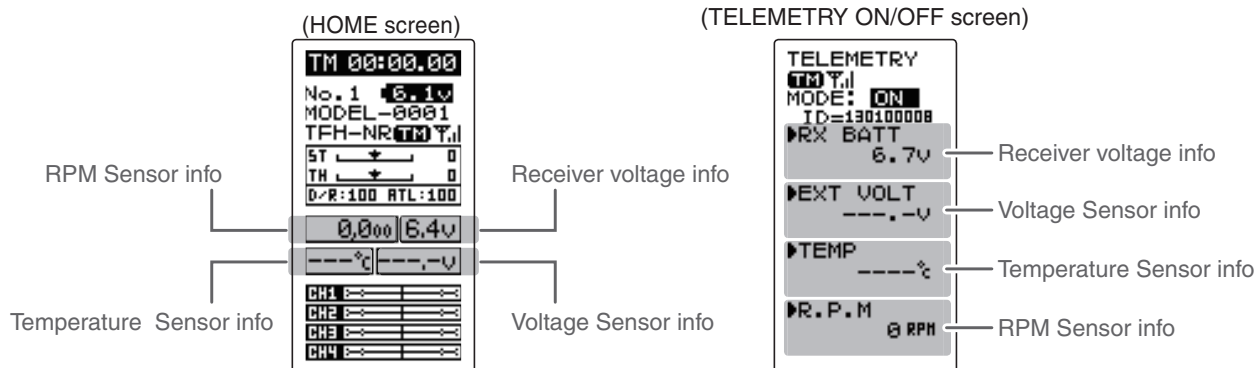 (HOME screen)
TM 00:00.00
No.1 6.1v
MODEL-0001
TFH-NR TM
ST 0
TH 0
D/R:100 ATL:100
0,000 6.4v
---°c ---.-v
CH1
CH2
CH3
CH4
RPM Sensor info
Temperature Sensor info
Receiver voltage info
Voltage Sensor info
(TELEMETRY ON/OFF screen)
TELEMETRY
TM
MODE: ON
ID=130100008
RX BATT
6.7v
EXT VOLT
---.-v
TEMP
----°c
R.P.M
0 RPM
Receiver voltage info
Voltage Sensor info
Temperature Sensor info
RPM Sensor info